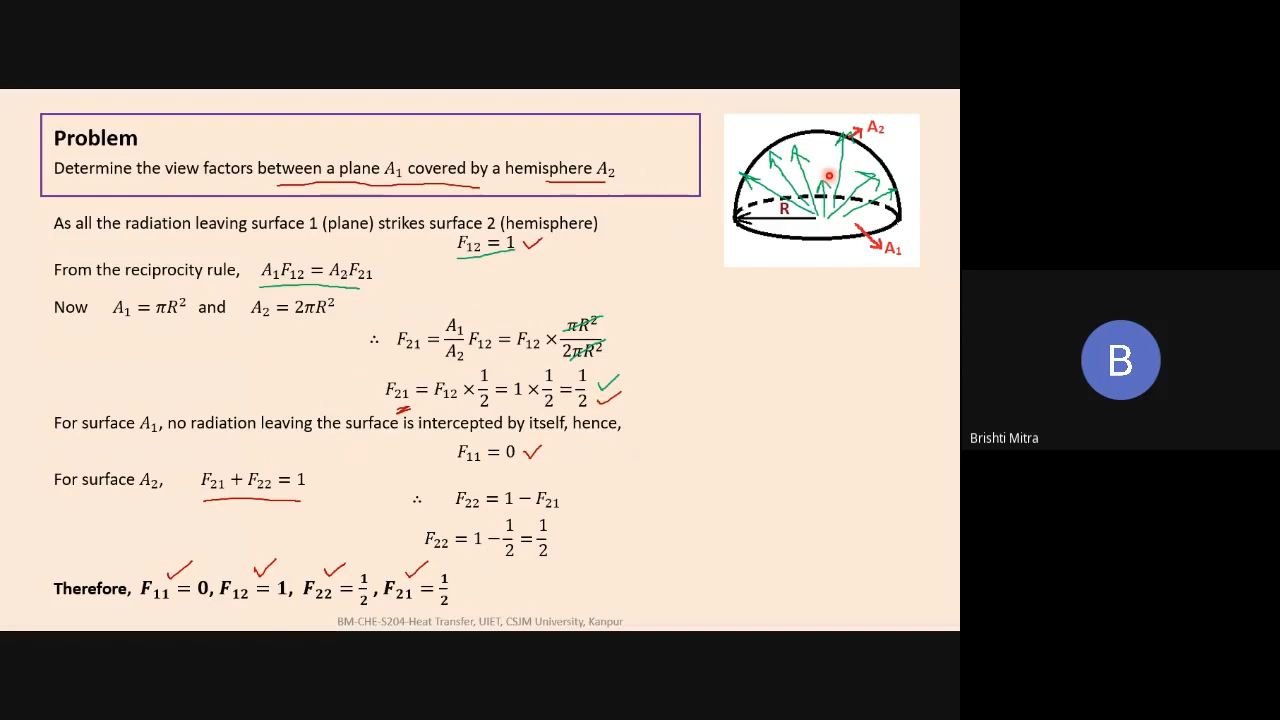 Problem
Determine the view factors between a plane A₁ covered by a hemisphere A₂
A₂
R
A₁
As all the radiation leaving surface 1 (plane) strikes surface 2 (hemisphere)
F₁₂ = 1
From the reciprocity rule, A₁F₁₂ = A₂F₂₁
Now A₁ = πR² and A₂ = 2πR²
∴ F₂₁ = A₁/A₂ F₁₂ = F₁₂ × πR²/2πR²
F₂₁ = F₁₂ × 1/2 = 1 × 1/2 = 1/2
For surface A₁, no radiation leaving the surface is intercepted by itself, hence,
F₁₁ = 0
For surface A₂, F₂₁ + F₂₂ = 1
∴ F₂₂ = 1 − F₂₁
F₂₂ = 1 − 1/2 = 1/2
Therefore, F₁₁ = 0, F₁₂ = 1, F₂₂ = 1/2 , F₂₁ = 1/2
BM-CHE-S204-Heat Transfer, UIET, CSJM University, Kanpur
B
Brishti Mitra